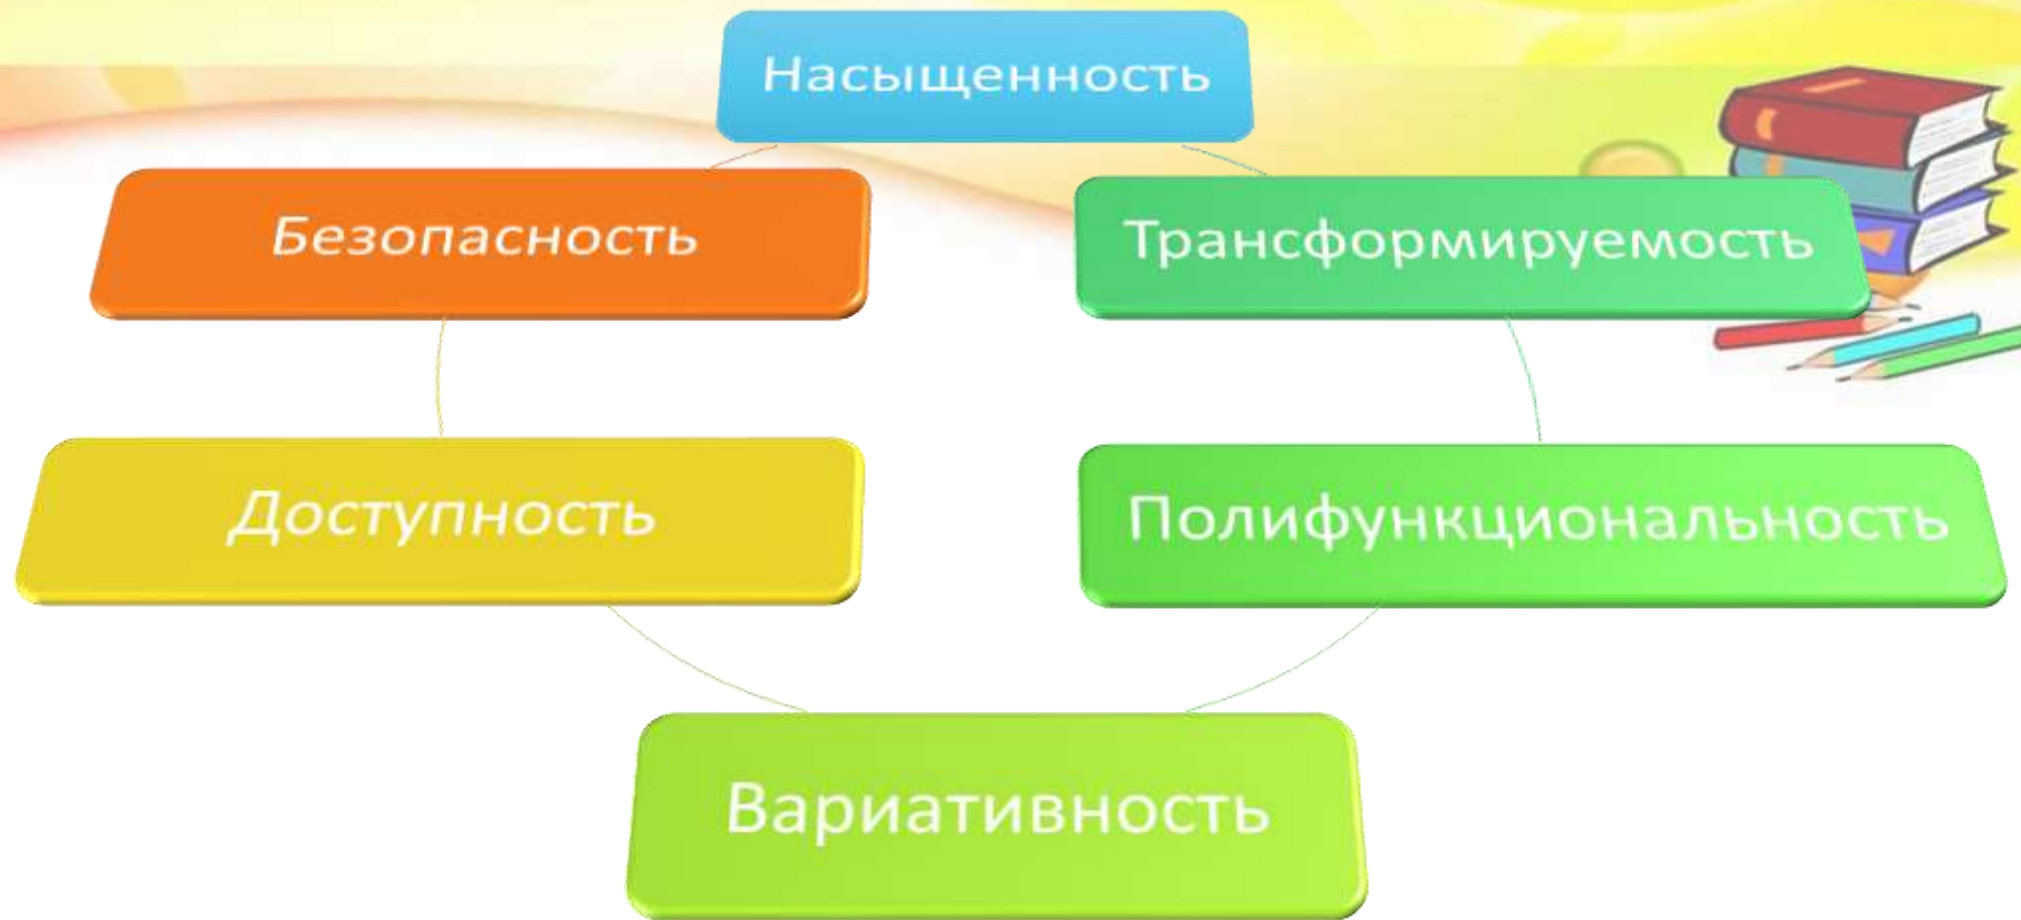 Насыщенность
Безопасность
Трансформируемость
Доступность
Полифункциональность
Вариативность